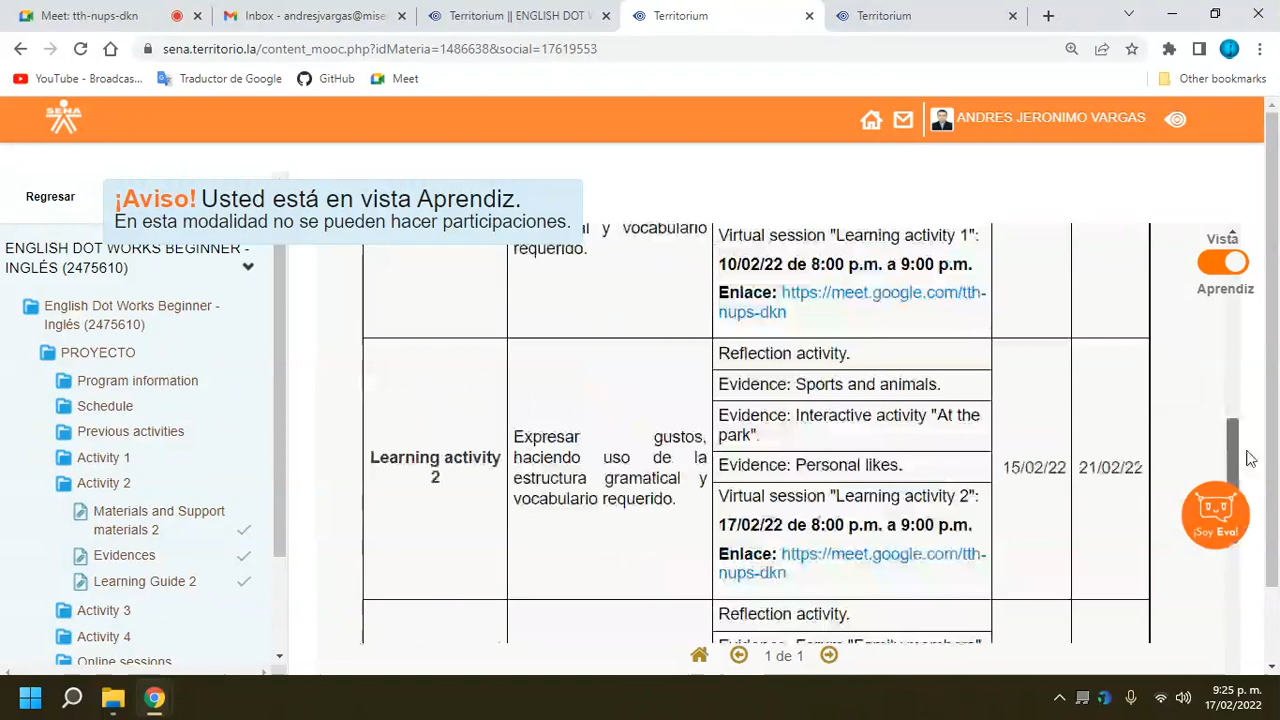 Meet: tth-nups-dkn
Inbox - andresjvargas@mise
Territorium || ENGLISH DOT W
Territorium
Territorium
sena.territorio.la/content_mooc.php?idMateria=1486638&social=17619553
YouTube - Broadcas...
Traductor de Google
GitHub
Meet
Other bookmarks
SENA
ANDRES JERONIMO VARGAS
Regresar
¡Aviso! Usted está en vista Aprendiz.
En esta modalidad no se pueden hacer participaciones.
ENGLISH DOT WORKS BEGINNER -
INGLÉS (2475610)
English Dot Works Beginner -
Inglés (2475610)
PROYECTO
Program information
Schedule
Previous activities
Activity 1
Activity 2
Materials and Support
materials 2
Evidences
Learning Guide 2
Activity 3
Activity 4
Online sessions
y vocabulario
requerido.
Virtual session "Learning activity 1":
10/02/22 de 8:00 p.m. a 9:00 p.m.
Enlace: https://meet.google.com/tth-
nups-dkn
Learning activity
2
Expresar gustos,
haciendo uso de la
estructura gramatical y
vocabulario requerido.
Reflection activity.
Evidence: Sports and animals.
Evidence: Interactive activity "At the
park".
Evidence: Personal likes.
Virtual session "Learning activity 2":
17/02/22 de 8:00 p.m. a 9:00 p.m.
Enlace: https://meet.google.com/tth-
nups-dkn
15/02/22
21/02/22
Reflection activity.
Evidence: Forum "Family members"
Vista
Aprendiz
¡Soy Eva!
1 de 1
9:25 p. m.
17/02/2022